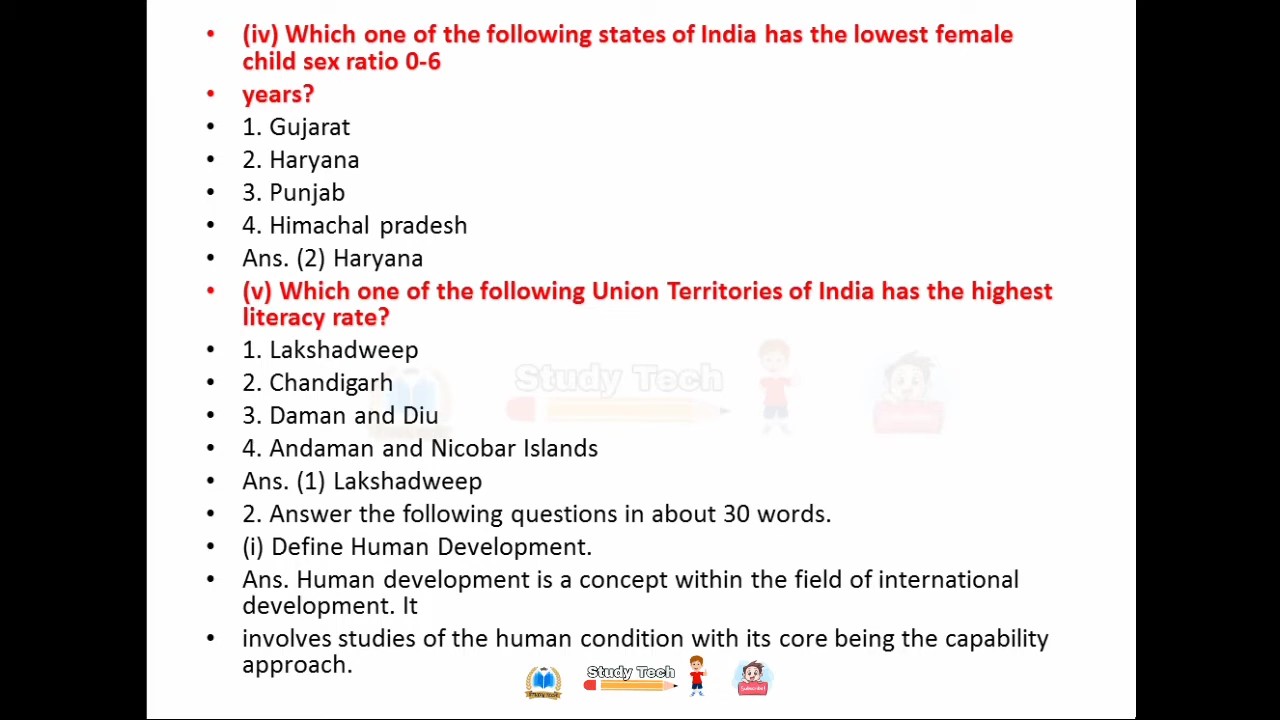 • (iv) Which one of the following states of India has the lowest female
child sex ratio 0-6
• years?
• 1. Gujarat
• 2. Haryana
• 3. Punjab
• 4. Himachal pradesh
• Ans. (2) Haryana
• (v) Which one of the following Union Territories of India has the highest
literacy rate?
• 1. Lakshadweep
• 2. Chandigarh
• 3. Daman and Diu
• 4. Andaman and Nicobar Islands
Study Tech
• Ans. (1) Lakshadweep
• 2. Answer the following questions in about 30 words.
• (i) Define Human Development.
• Ans. Human development is a concept within the field of international
development. It
• involves studies of the human condition with its core being the capability
approach.
Study Tech
Subscribe!